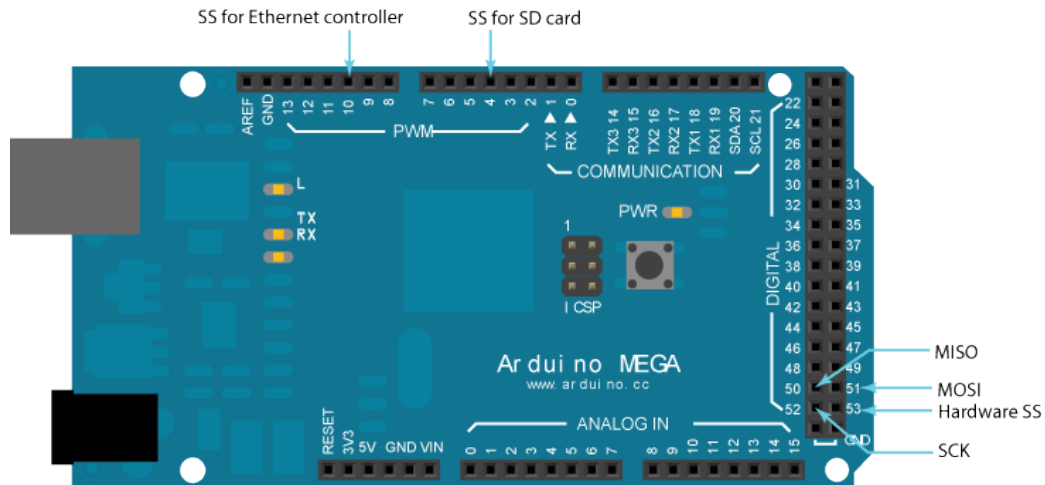 SS for Ethernet controller
SS for SD card
AREF
GND
13
12
11
10
9
8
7
6
5
4
3
2
1
0
PWM
TX
RX
TX3 14
RX3 15
TX2 16
RX2 17
TX1 18
RX1 19
SDA 20
SCL 21
COMMUNICATION
L
TX
RX
PWR
1
ICSP
DIGITAL
22
24
26
28
30 31
32 33
34 35
36 37
38 39
40 41
42 43
44 45
46 47
48 49
50 51
52 53
GND
MISO
MOSI
Hardware SS
SCK
Arduino MEGA
www.arduino.cc
RESET
3V3
5V
GND
VIN
ANALOG IN
0
1
2
3
4
5
6
7
8
9
10
11
12
13
14
15